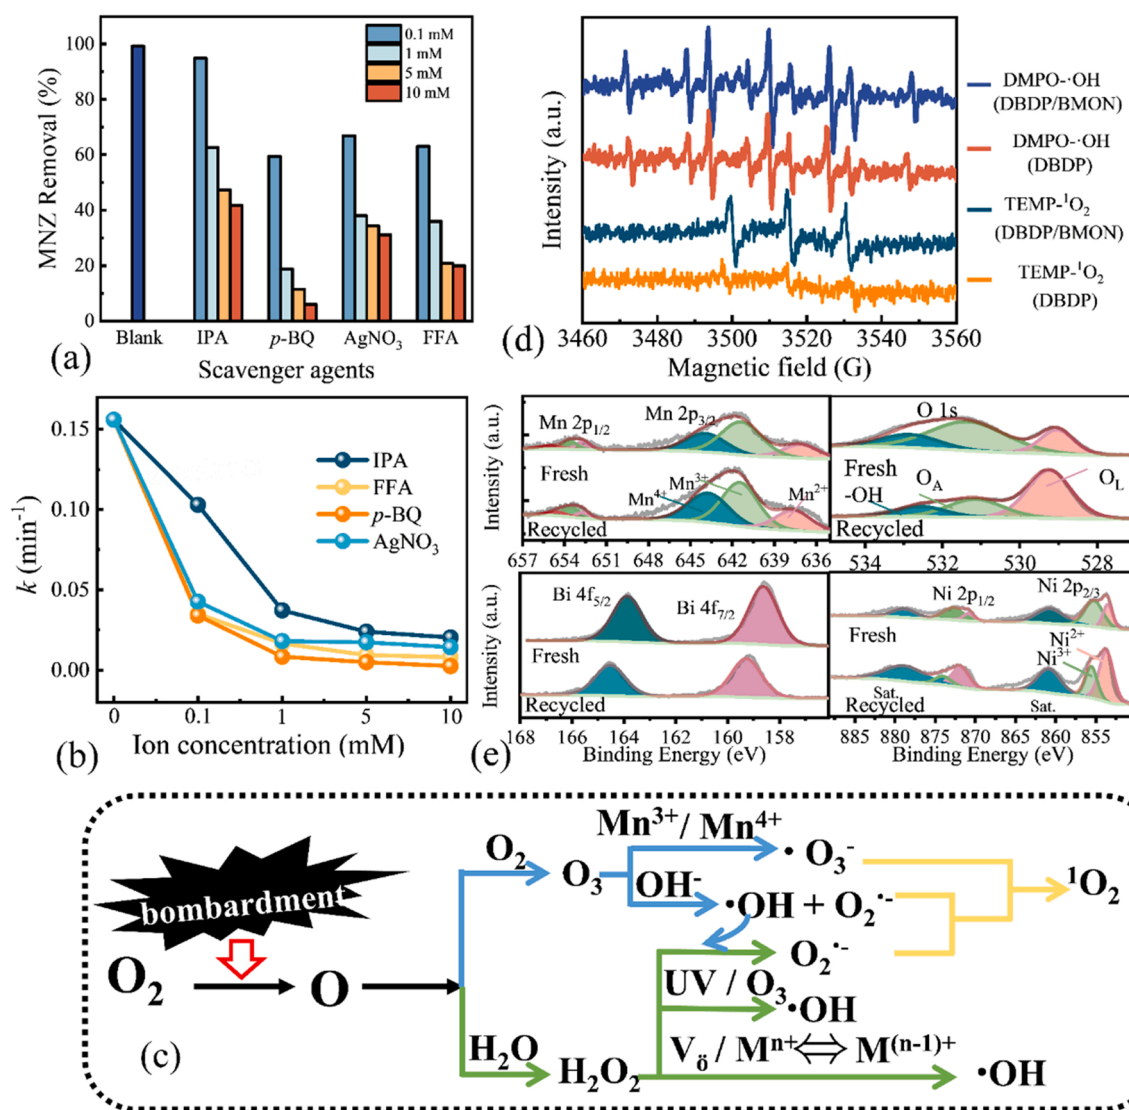 100
80
60
40
20
0
MNZ Removal (%)
0.1 mM
1 mM
5 mM
10 mM
Blank
IPA
p-BQ
AgNO₃
FFA
Scavenger agents
(a)
Intensity (a.u.)
DMPO-·OH
(DBDP/BMON)
DMPO-·OH
(DBDP)
TEMP-¹O₂
(DBDP/BMON)
TEMP-¹O₂
(DBDP)
3460
3480
3500
3520
3540
3560
Magnetic field (G)
(d)
0.15
0.10
0.05
0.00
k (min⁻¹)
IPA
FFA
p-BQ
AgNO₃
0
0.1
1
5
10
Ion concentration (mM)
(b)
Intensity (a.u.)
Mn 2p₁/₂
Mn 2p₃/₂
Fresh
Mn⁴⁺
Mn³⁺
Mn²⁺
Recycled
657
654
651
648
645
642
639
636
O 1s
Fresh
-OH
O_A
O_L
Recycled
534
532
530
528
Intensity (a.u.)
Bi 4f₅/₂
Bi 4f₇/₂
Fresh
Recycled
168
166
164
162
160
158
Binding Energy (eV)
Ni 2p₁/₂
Ni 2p₂/₃
Fresh
Ni²⁺
Ni³⁺
Sat.
Sat.
Recycled
885
880
875
870
865
860
855
Binding Energy (eV)
(e)
bombardment
O₂
O
O₂
O₃
Mn³⁺/ Mn⁴⁺
· O₃⁻
OH⁻
·OH + O₂·⁻
¹O₂
O₂·⁻
UV / O₃
·OH
H₂O
H₂O₂
V_ö / Mⁿ⁺ ⇔ M⁽ⁿ⁻¹⁾⁺
·OH
(c)